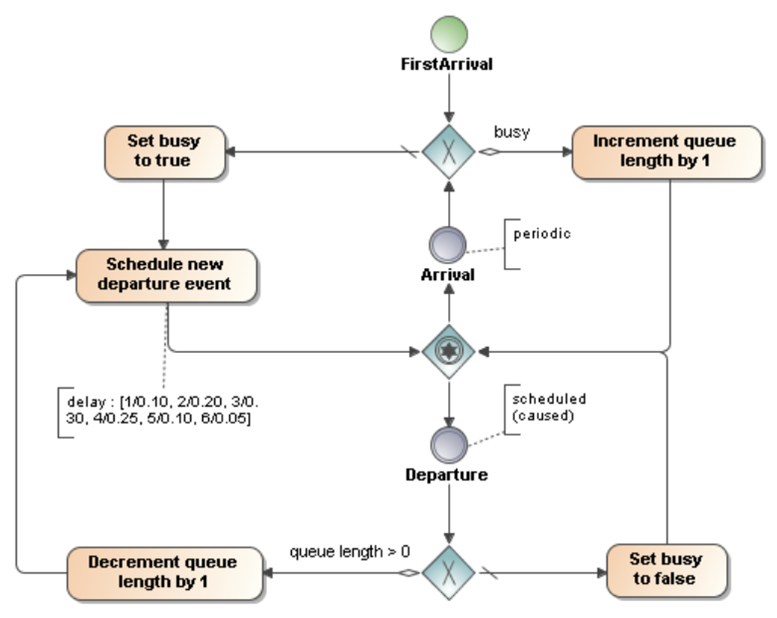 FirstArrival
busy
Set busy
to true
Increment queue
length by 1
periodic
Arrival
Schedule new
departure event
delay : [1/0.10, 2/0.20, 3/0.
30, 4/0.25, 5/0.10, 6/0.05]
scheduled
(caused)
Departure
queue length > 0
Decrement queue
length by 1
Set busy
to false